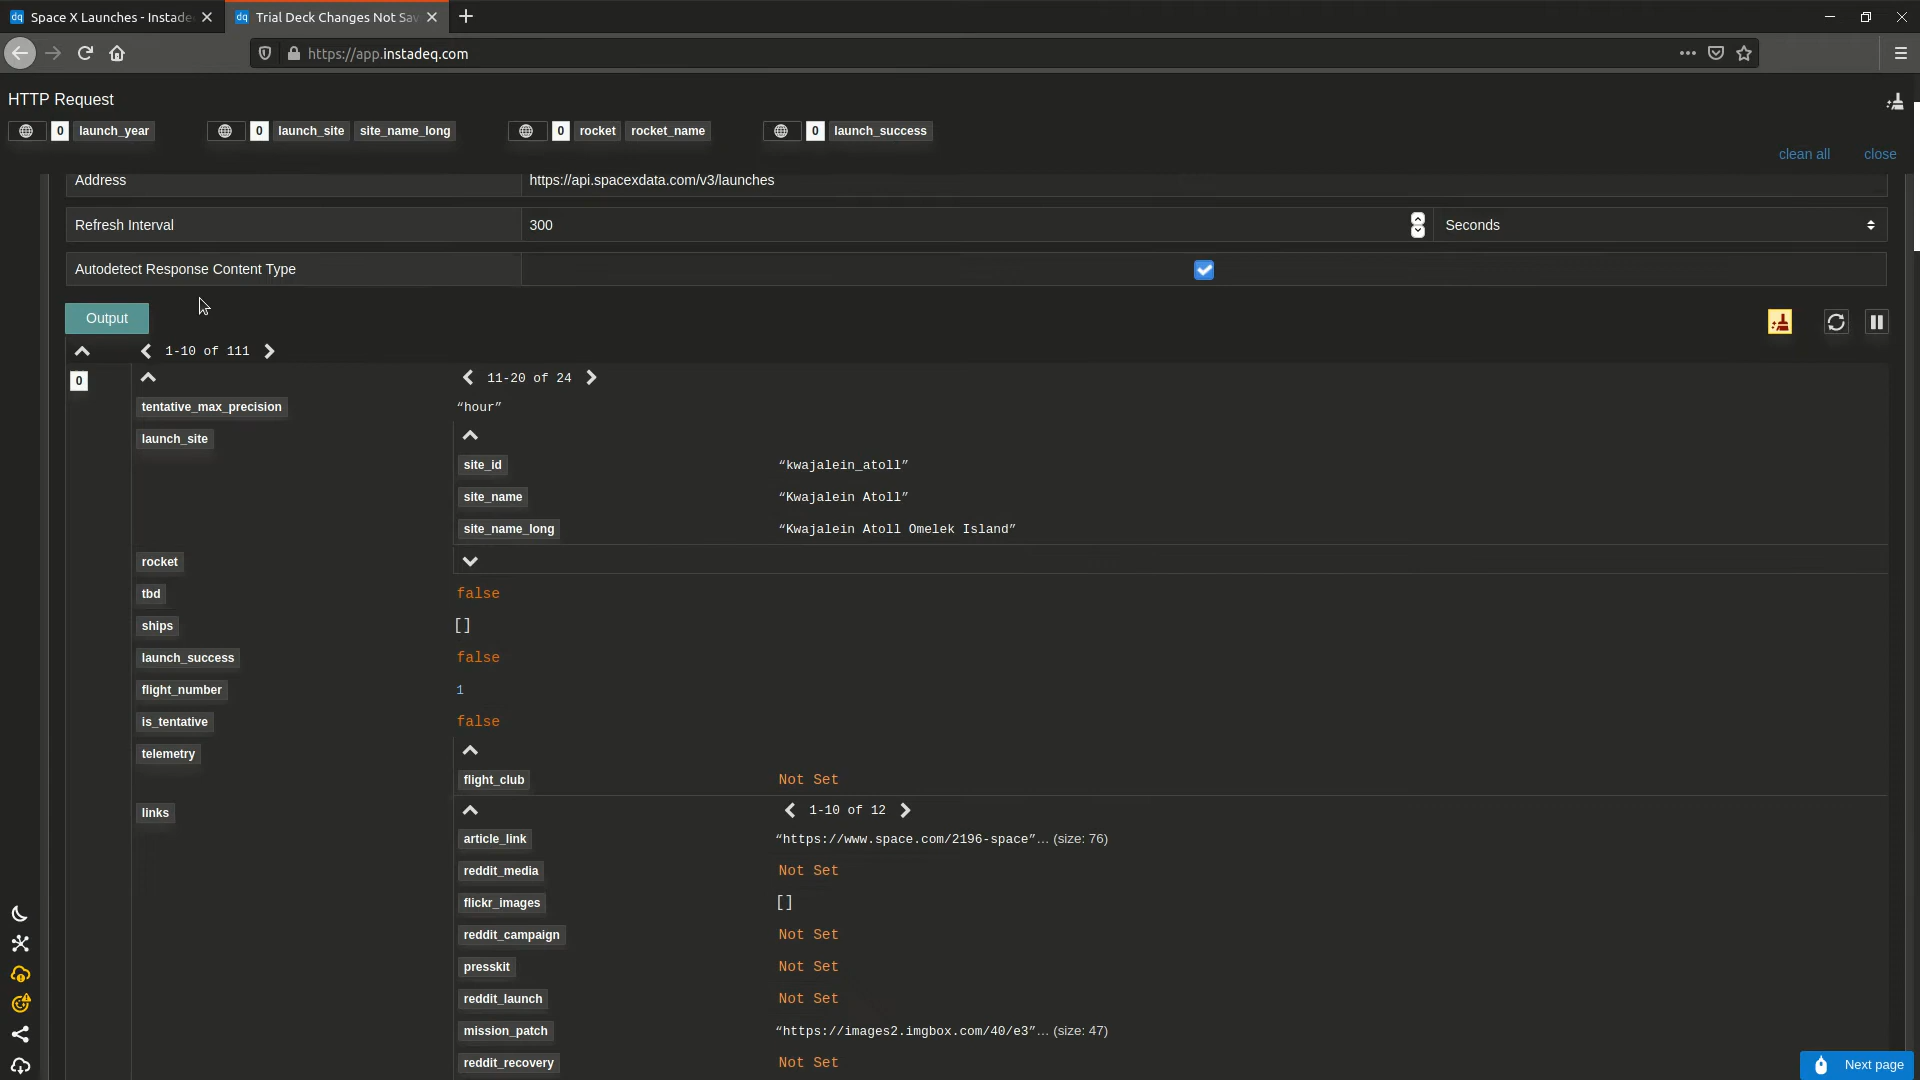 Space X Launches - Instade
Trial Deck Changes Not Sav
https://app.instadeq.com
HTTP Request
0 launch_year 0 launch_site site_name_long 0 rocket rocket_name 0 launch_success
clean all close
Address https://api.spacexdata.com/v3/launches
Refresh Interval 300 Seconds
Autodetect Response Content Type
Output
1-10 of 111
0 11-20 of 24
tentative_max_precision “hour”
launch_site
site_id “kwajalein_atoll”
site_name “Kwajalein Atoll”
site_name_long “Kwajalein Atoll Omelek Island”
rocket
tbd false
ships []
launch_success false
flight_number 1
is_tentative false
telemetry
flight_club Not Set
links 1-10 of 12
article_link “https://www.space.com/2196-space”... (size: 76)
reddit_media Not Set
flickr_images []
reddit_campaign Not Set
presskit Not Set
reddit_launch Not Set
mission_patch “https://images2.imgbox.com/40/e3”... (size: 47)
reddit_recovery Not Set
Next page